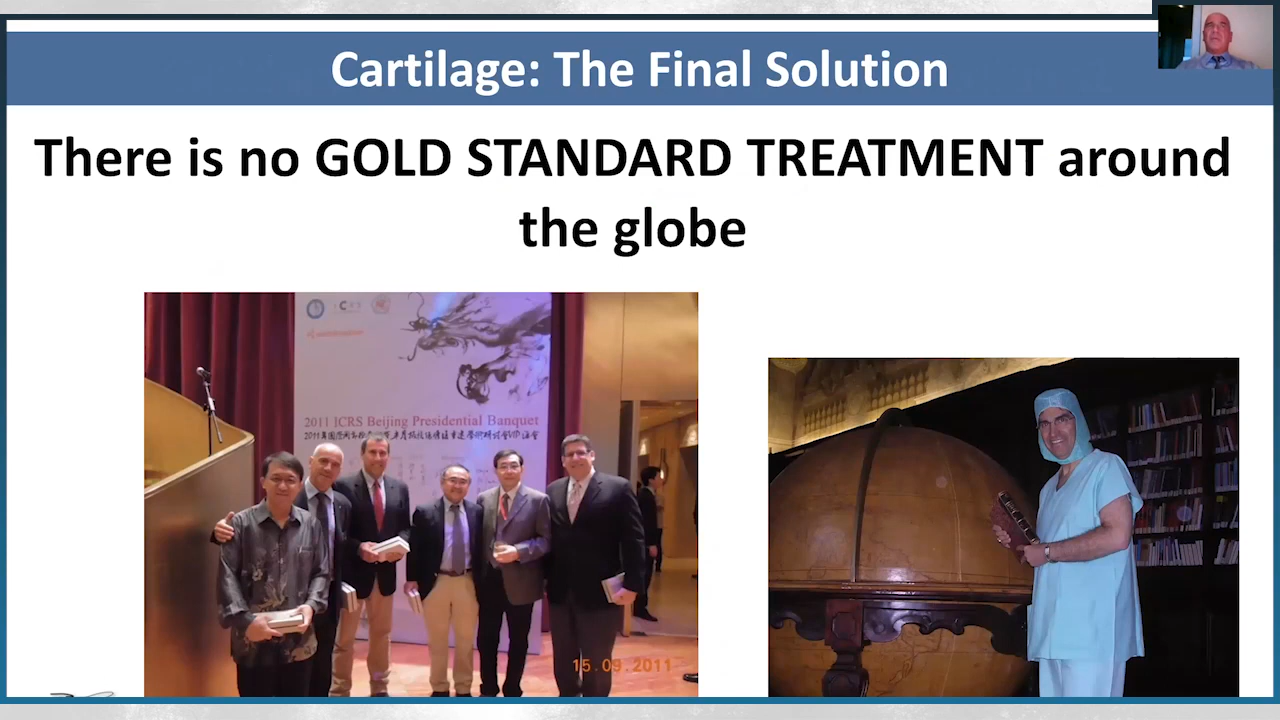 Cartilage: The Final Solution
There is no GOLD STANDARD TREATMENT around
the globe
2011 ICRS Beijing Presidential Banquet
15.09.2011